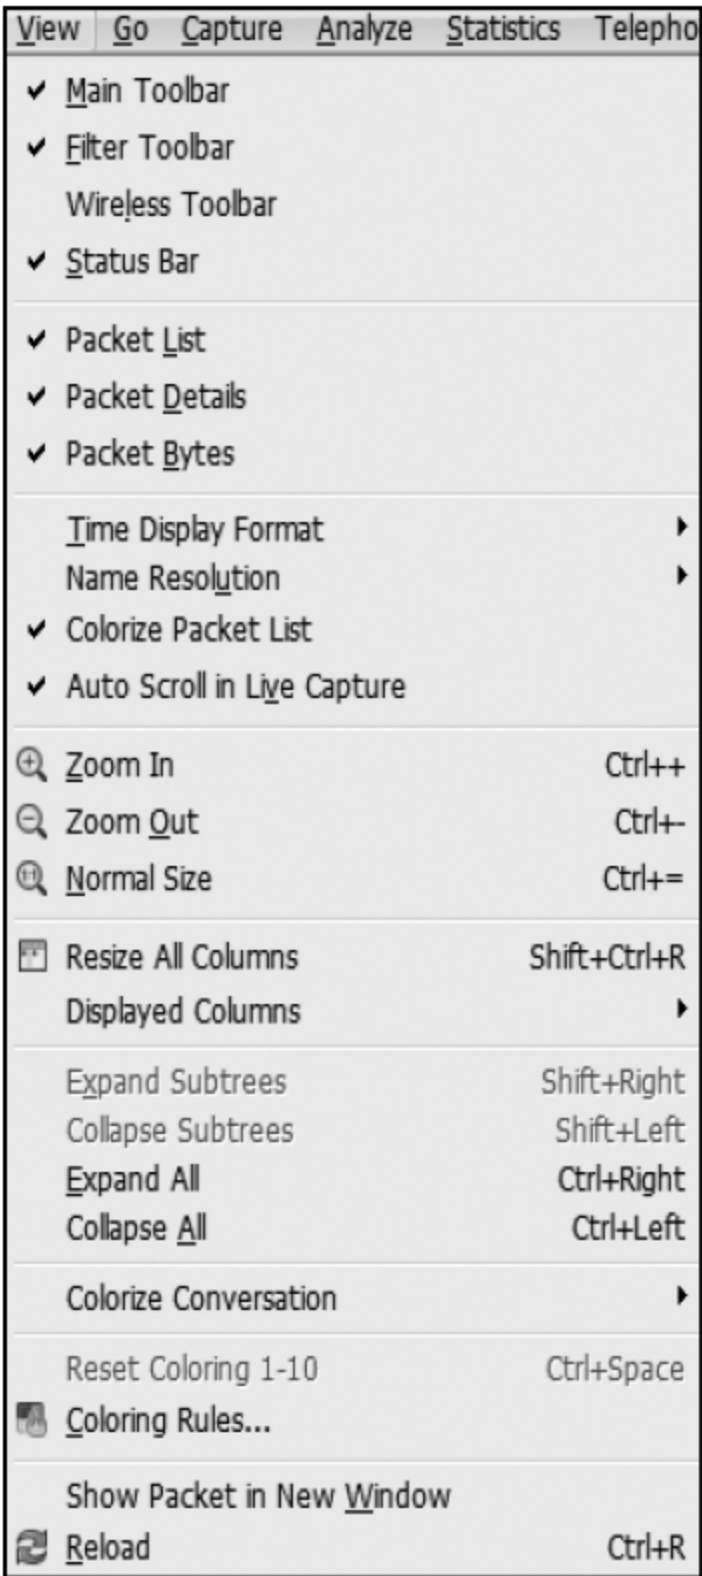 View Go Capture Analyze Statistics Telepho
Main Toolbar
Filter Toolbar
Wireless Toolbar
Status Bar
Packet List
Packet Details
Packet Bytes
Time Display Format
Name Resolution
Colorize Packet List
Auto Scroll in Live Capture
Zoom In Ctrl++
Zoom Out Ctrl+-
Normal Size Ctrl+=
Resize All Columns Shift+Ctrl+R
Displayed Columns
Expand Subtrees Shift+Right
Collapse Subtrees Shift+Left
Expand All Ctrl+Right
Collapse All Ctrl+Left
Colorize Conversation
Reset Coloring 1-10 Ctrl+Space
Coloring Rules...
Show Packet in New Window
Reload Ctrl+R